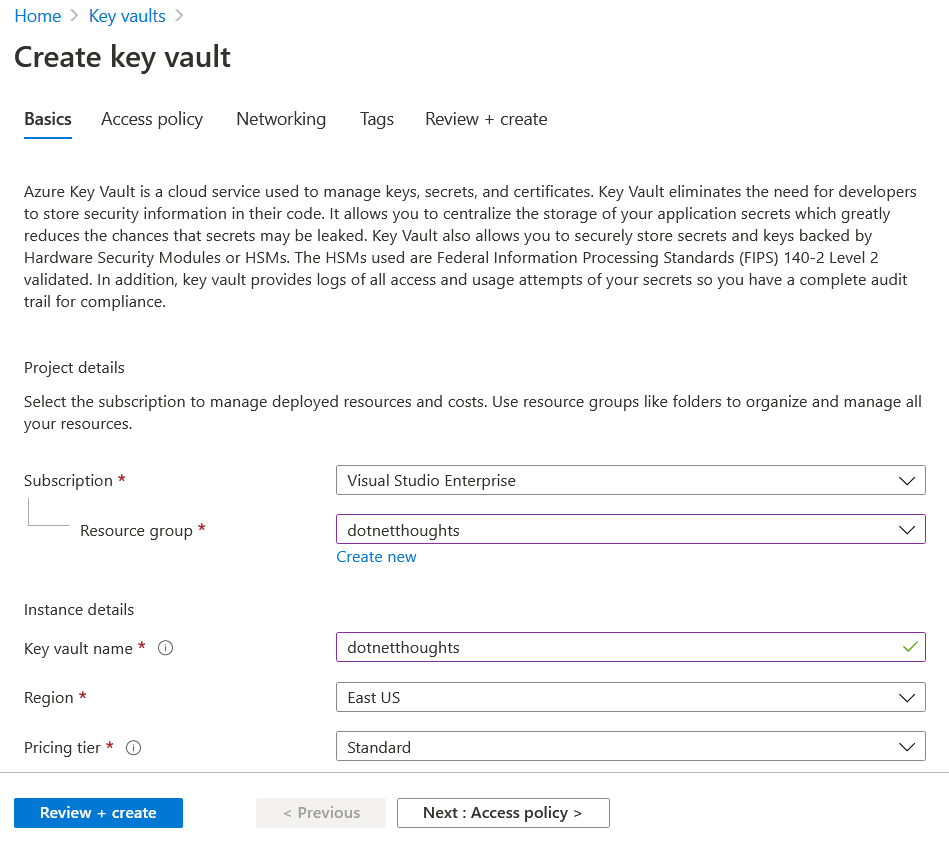 Home > Key vaults >
Create key vault
Basics Access policy Networking Tags Review + create
Azure Key Vault is a cloud service used to manage keys, secrets, and certificates. Key Vault eliminates the need for developers
to store security information in their code. It allows you to centralize the storage of your application secrets which greatly
reduces the chances that secrets may be leaked. Key Vault also allows you to securely store secrets and keys backed by
Hardware Security Modules or HSMs. The HSMs used are Federal Information Processing Standards (FIPS) 140-2 Level 2
validated. In addition, key vault provides logs of all access and usage attempts of your secrets so you have a complete audit
trail for compliance.
Project details
Select the subscription to manage deployed resources and costs. Use resource groups like folders to organize and manage all
your resources.
Subscription * Visual Studio Enterprise
Resource group * dotnetthoughts
Create new
Instance details
Key vault name * dotnetthoughts
Region * East US
Pricing tier * Standard
Review + create < Previous Next : Access policy >